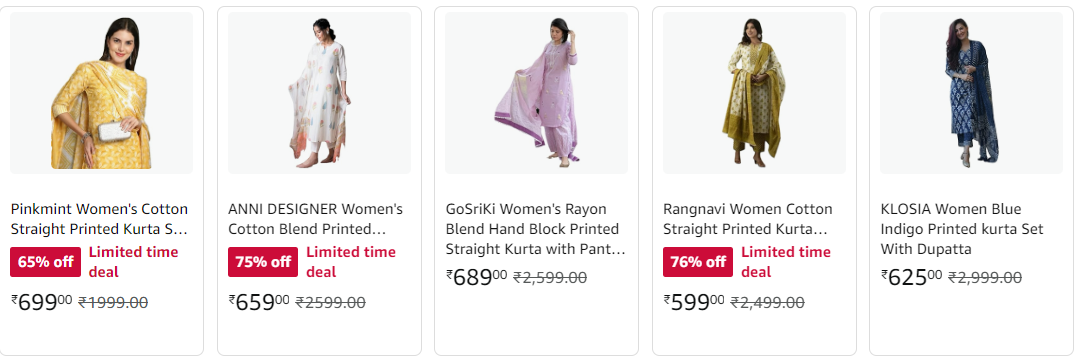 Pinkmint Women's Cotton
Straight Printed Kurta S...
65% off Limited time
deal
₹69900 ₹1999.00
ANNI DESIGNER Women's
Cotton Blend Printed...
75% off Limited time
deal
₹65900 ₹2599.00
GoSriKi Women's Rayon
Blend Hand Block Printed
Straight Kurta with Pant...
₹68900 ₹2,599.00
Rangnavi Women Cotton
Straight Printed Kurta...
76% off Limited time
deal
₹59900 ₹2,499.00
KLOSIA Women Blue
Indigo Printed kurta Set
With Dupatta
₹62500 ₹2,999.00